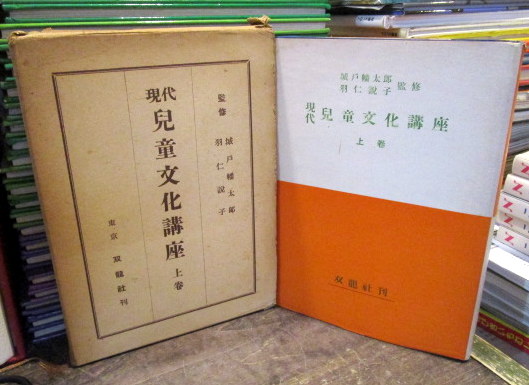 現代
兒童文化講座
上卷
監修
城戸幡太郎
羽仁說子
東京 双龍社刊
城戸幡太郎
羽仁說子
監修
現代
兒童文化講座
上卷
双龍社刊